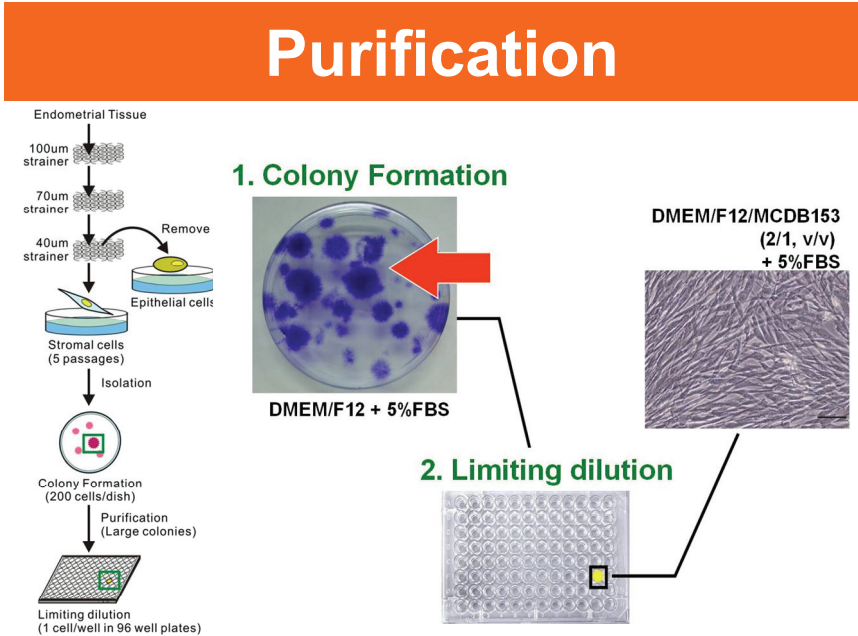 Purification
Endometrial Tissue
100um
strainer
70um
strainer
40um
strainer
Remove
Epithelial cells
Stromal cells
(5 passages)
Isolation
Colony Formation
(200 cells/dish)
Purification
(Large colonies)
Limiting dilution
(1 cell/well in 96 well plates)
1. Colony Formation
DMEM/F12 + 5%FBS
DMEM/F12/MCDB153
(2/1, v/v)
+ 5%FBS
2. Limiting dilution